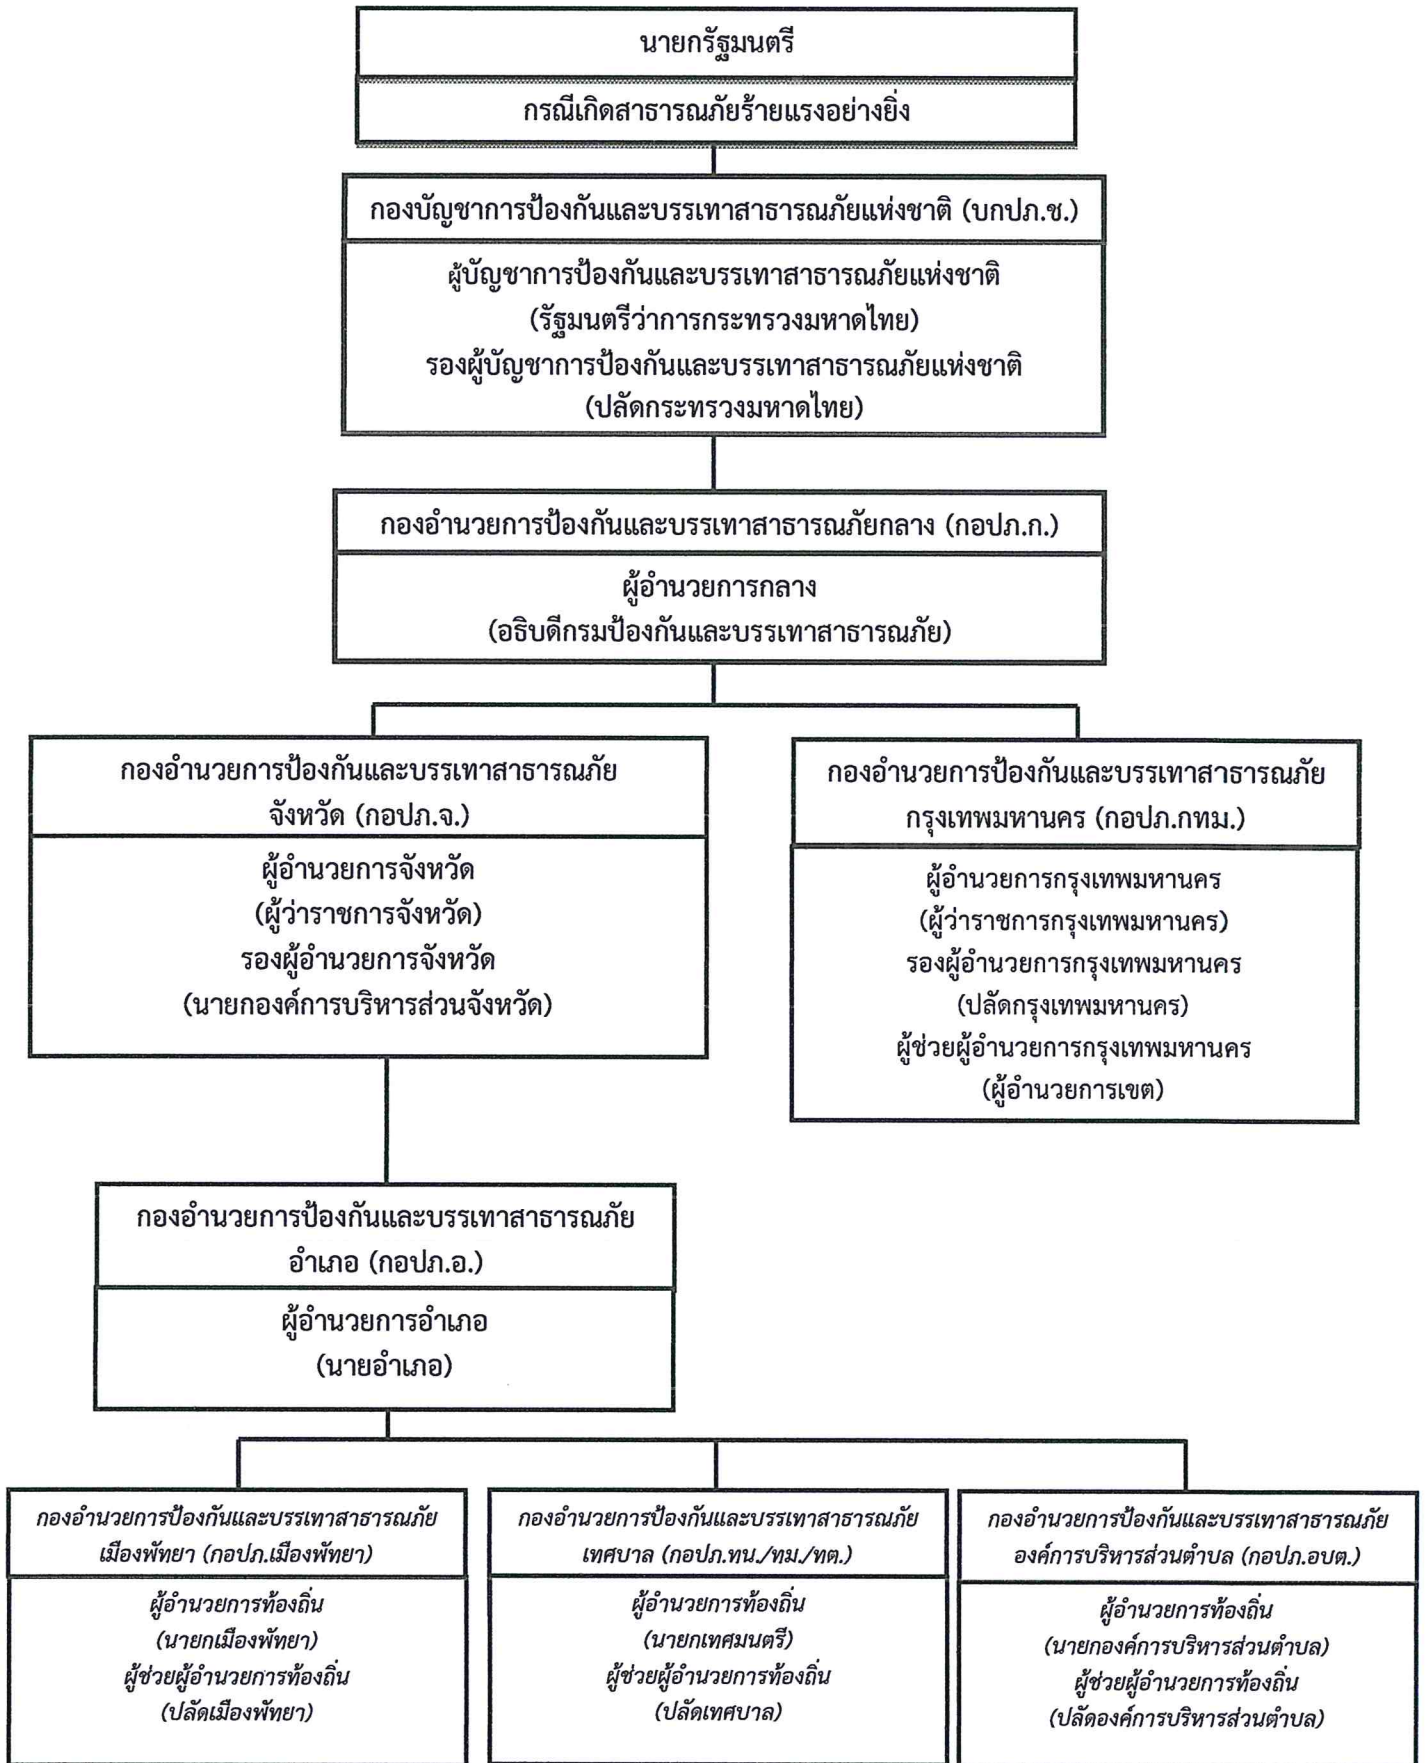 นายกรัฐมนตรี
กรณีเกิดสาธารณภัยร้ายแรงอย่างยิ่ง
กองบัญชาการป้องกันและบรรเทาสาธารณภัยแห่งชาติ (บกปภ.ช.)
ผู้บัญชาการป้องกันและบรรเทาสาธารณภัยแห่งชาติ
(รัฐมนตรีว่าการกระทรวงมหาดไทย)
รองผู้บัญชาการป้องกันและบรรเทาสาธารณภัยแห่งชาติ
(ปลัดกระทรวงมหาดไทย)
กองอำนวยการป้องกันและบรรเทาสาธารณภัยกลาง (กอปภ.ก.)
ผู้อำนวยการกลาง
(อธิบดีกรมป้องกันและบรรเทาสาธารณภัย)
กองอำนวยการป้องกันและบรรเทาสาธารณภัย
จังหวัด (กอปภ.จ.)
ผู้อำนวยการจังหวัด
(ผู้ว่าราชการจังหวัด)
รองผู้อำนวยการจังหวัด
(นายกองค์การบริหารส่วนจังหวัด)
กองอำนวยการป้องกันและบรรเทาสาธารณภัย
กรุงเทพมหานคร (กอปภ.กทม.)
ผู้อำนวยการกรุงเทพมหานคร
(ผู้ว่าราชการกรุงเทพมหานคร)
รองผู้อำนวยการกรุงเทพมหานคร
(ปลัดกรุงเทพมหานคร)
ผู้ช่วยผู้อำนวยการกรุงเทพมหานคร
(ผู้อำนวยการเขต)
กองอำนวยการป้องกันและบรรเทาสาธารณภัย
อำเภอ (กอปภ.อ.)
ผู้อำนวยการอำเภอ
(นายอำเภอ)
กองอำนวยการป้องกันและบรรเทาสาธารณภัย
เมืองพัทยา (กอปภ.เมืองพัทยา)
ผู้อำนวยการท้องถิ่น
(นายกเมืองพัทยา)
ผู้ช่วยผู้อำนวยการท้องถิ่น
(ปลัดเมืองพัทยา)
กองอำนวยการป้องกันและบรรเทาสาธารณภัย
เทศบาล (กอปภ.ทน./ทม./ทต.)
ผู้อำนวยการท้องถิ่น
(นายกเทศมนตรี)
ผู้ช่วยผู้อำนวยการท้องถิ่น
(ปลัดเทศบาล)
กองอำนวยการป้องกันและบรรเทาสาธารณภัย
องค์การบริหารส่วนตำบล (กอปภ.อบต.)
ผู้อำนวยการท้องถิ่น
(นายกองค์การบริหารส่วนตำบล)
ผู้ช่วยผู้อำนวยการท้องถิ่น
(ปลัดองค์การบริหารส่วนตำบล)